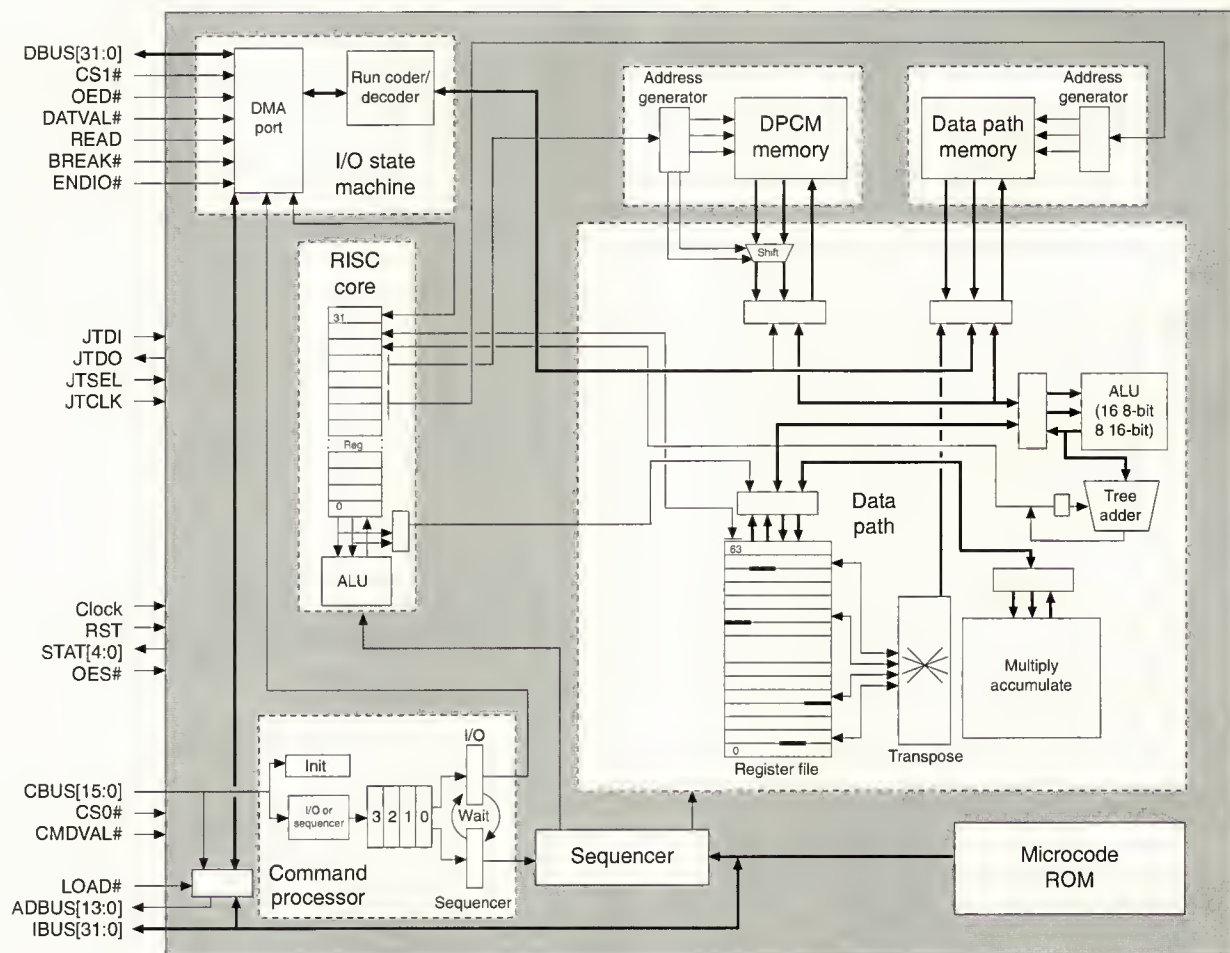 DBUS[31:0]
CS1#
OED#
DATVAL#
READ
BREAK#
ENDIO#
DMA
port
Run coder/
decoder
I/O state
machine
Address
generator
DPCM
memory
Data path
memory
Address
generator
Shift
RISC
core
31
Reg
0
ALU
JTDI
JTDO
JTSEL
JTCLK
ALU
(16 8-bit
8 16-bit)
Tree
adder
Data
path
63
0
Register file
Transpose
Multiply
accumulate
Clock
RST
STAT[4:0]
OES#
CBUS[15:0]
CS0#
CMDVAL#
LOAD#
ADBUS[13:0]
IBUS[31:0]
Init
I/O or
sequencer
3 2 1 0
I/O
Wait
Sequencer
Command
processor
Sequencer
Microcode
ROM